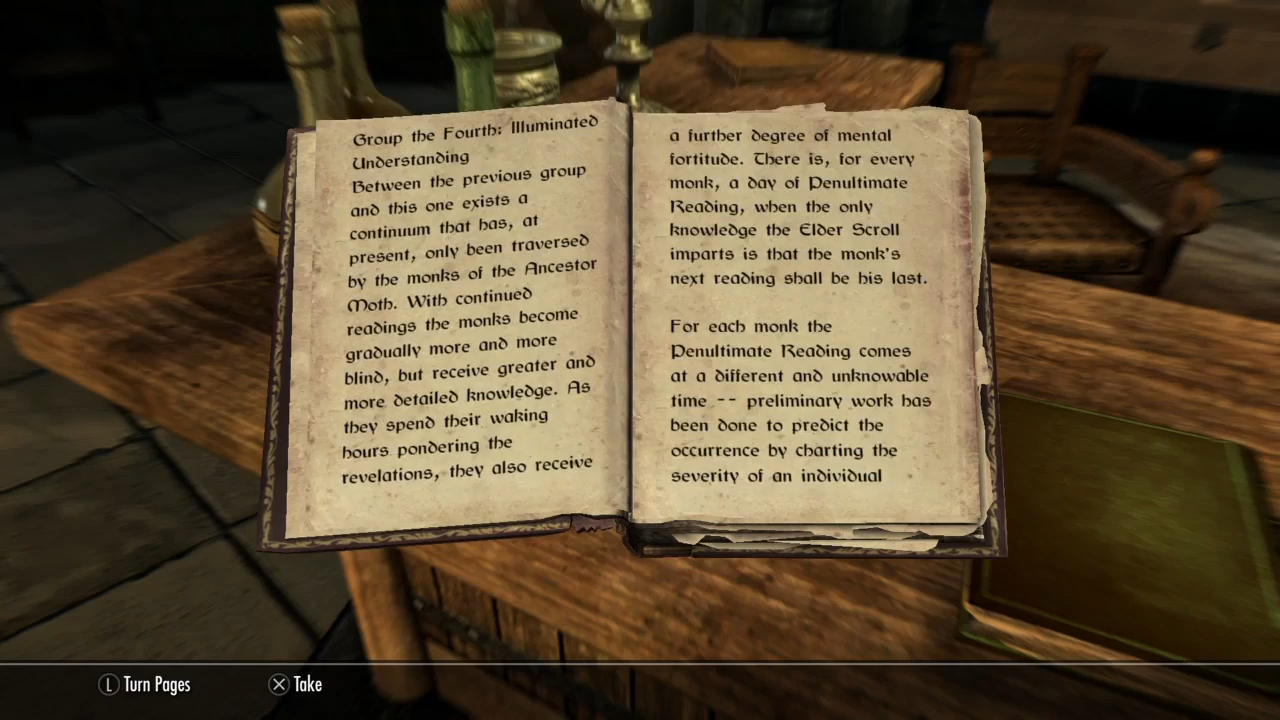 Group the Fourth: Illuminated
Understanding
Between the previous group
and this one exists a
continuum that has, at
present, only been traversed
by the monks of the Ancestor
Moth. With continued
readings the monks become
gradually more and more
blind, but receive greater and
more detailed knowledge. As
they spend their waking
hours pondering the
revelations, they also receive
a further degree of mental
fortitude. There is, for every
monk, a day of Penultimate
Reading, when the only
knowledge the Elder Scroll
imparts is that the monk's
next reading shall be his last.
For each monk the
Penultimate Reading comes
at a different and unknowable
time -- preliminary work has
been done to predict the
occurrence by charting the
severity of an individual
L Turn Pages
X Take